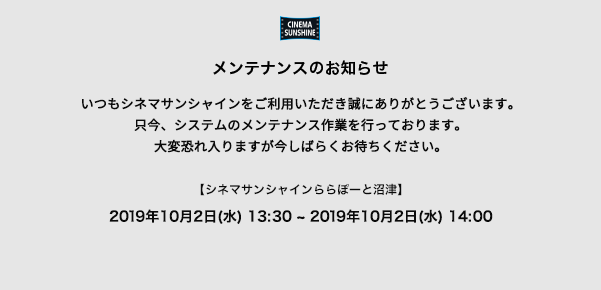 CINEMA
SUNSHINE
メンテナンスのお知らせ
いつもシネマサンシャインをご利用いただき誠にありがとうございます。
只今、システムのメンテナンス作業を行っております。
大変恐れ入りますが今しばらくお待ちください。
【シネマサンシャインららぽーと沼津】
2019年10月2日(水) 13:30 ~ 2019年10月2日(水) 14:00